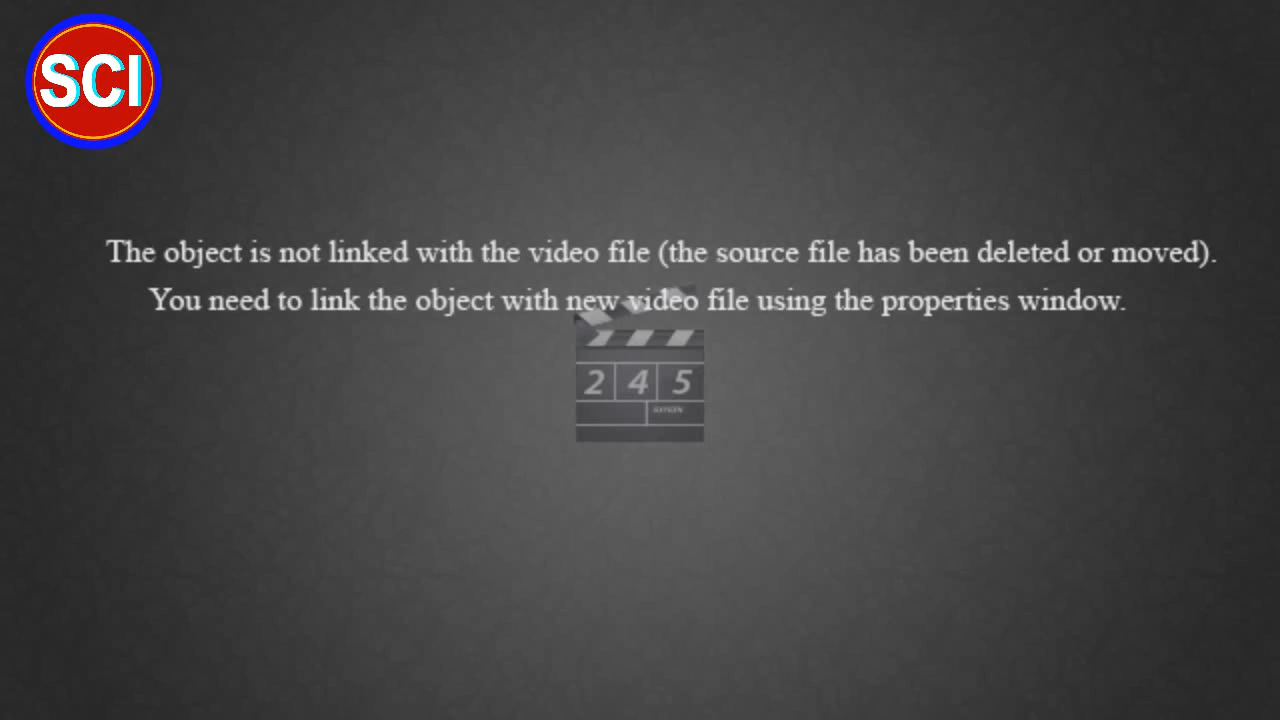 SCI
The object is not linked with the video file (the source file has been deleted or moved).
You need to link the object with new video file using the properties window.
2 4 5